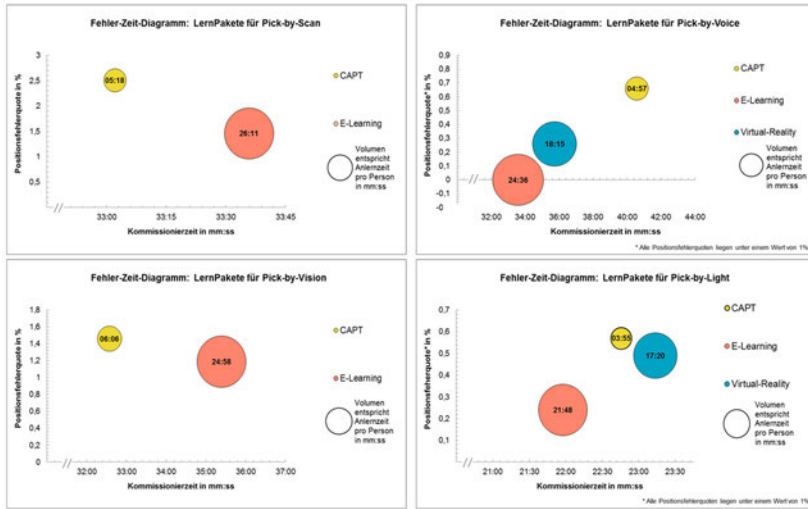 Fehler-Zeit-Diagramm: LernPakete für Pick-by-Scan
Positionsfehlerquote in %
3
2,5
2
1,5
1
0,5
05:18
26:11
CAPT
E-Learning
Volumen
entspricht
Anlernzeit
pro Person
in mm:ss
33:00
33:15
33:30
33:45
Kommissionierzeit in mm:ss
Fehler-Zeit-Diagramm: LernPakete für Pick-by-Voice
Positionsfehlerquote* in %
0,9
0,8
0,7
0,6
0,5
0,4
0,3
0,2
0,1
0
-0,1
-0,2
04:57
18:15
24:36
CAPT
E-Learning
Virtual-Reality
Volumen
entspricht
Anlernzeit
pro Person
in mm:ss
32:00
34:00
36:00
38:00
40:00
42:00
44:00
Kommissionierzeit in mm:ss
* Alle Positionsfehlerquoten liegen unter einem Wert von 1%
Fehler-Zeit-Diagramm: LernPakete für Pick-by-Vision
Positionsfehlerquote in %
1,8
1,6
1,4
1,2
1
0,8
0,6
0,4
0,2
0
06:06
24:58
CAPT
E-Learning
Volumen
entspricht
Anlernzeit
pro Person
in mm:ss
32:00
33:00
34:00
35:00
36:00
37:00
Kommissionierzeit in mm:ss
Fehler-Zeit-Diagramm: LernPakete für Pick-by-Light
0,7
0,6
0,5
0,4
0,3
0,2
0,1
03:55
17:20
21:48
CAPT
E-Learning
Virtual-Reality
Volumen
entspricht
Anlernzeit
pro Person
in mm:ss
21:00
21:30
22:00
22:30
23:00
23:30
Kommissionierzeit in mm:ss
* Alle Positionsfehlerquoten liegen unter einem Wert von 1%